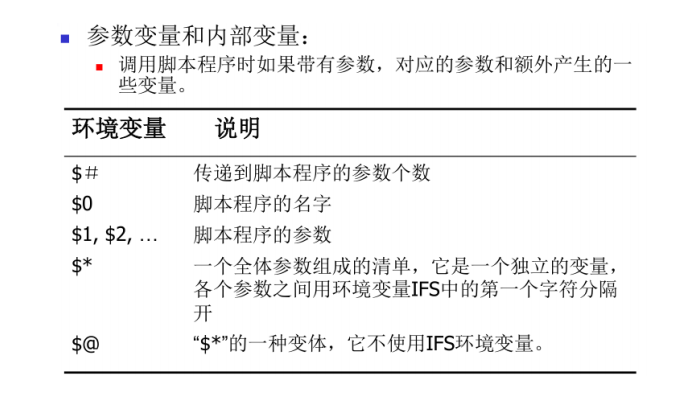 参数变量和内部变量：
调用脚本程序时如果带有参数，对应的参数和额外产生的一
些变量。
环境变量 说明
$＃ 传递到脚本程序的参数个数
$0 脚本程序的名字
$1, $2, … 脚本程序的参数
$* 一个全体参数组成的清单，它是一个独立的变量，
各个参数之间用环境变量IFS中的第一个字符分隔
开
$@ “$*”的一种变体，它不使用IFS环境变量。